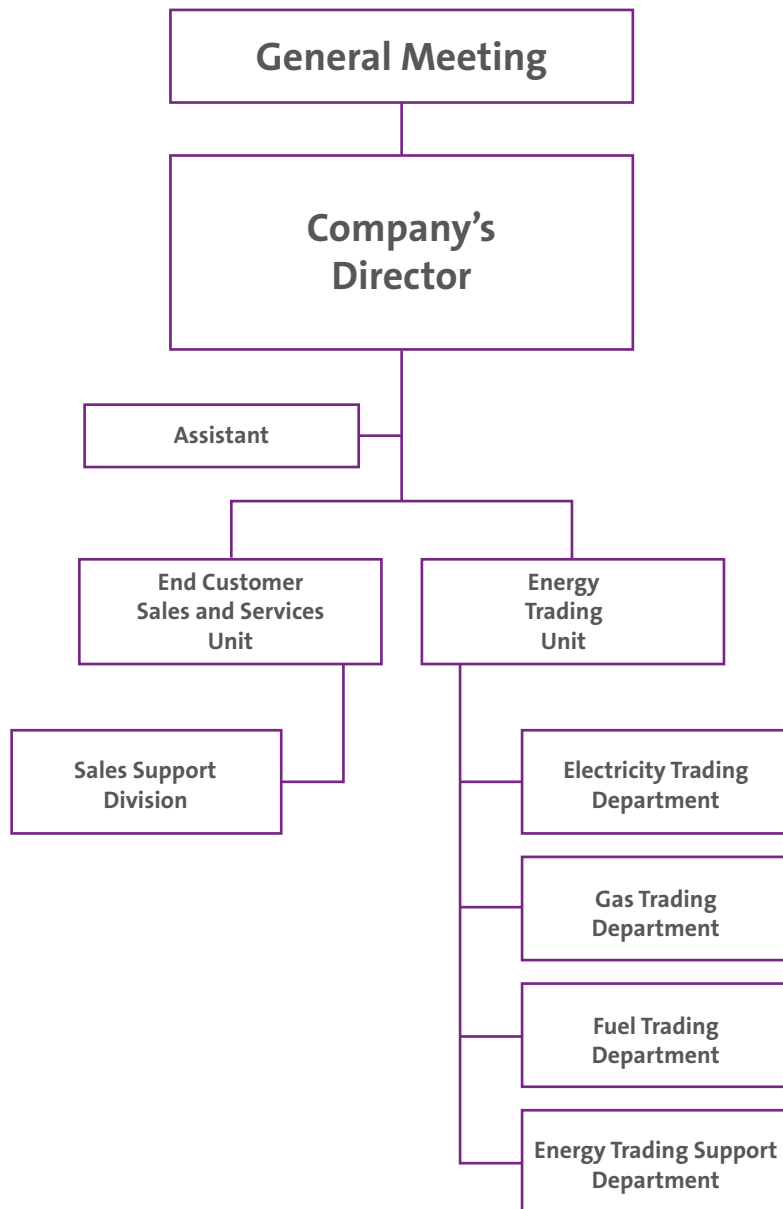 General Meeting
Company’s
Director
Assistant
End Customer
Sales and Services
Unit
Energy
Trading
Unit
Sales Support
Division
Electricity Trading
Department
Gas Trading
Department
Fuel Trading
Department
Energy Trading Support
Department